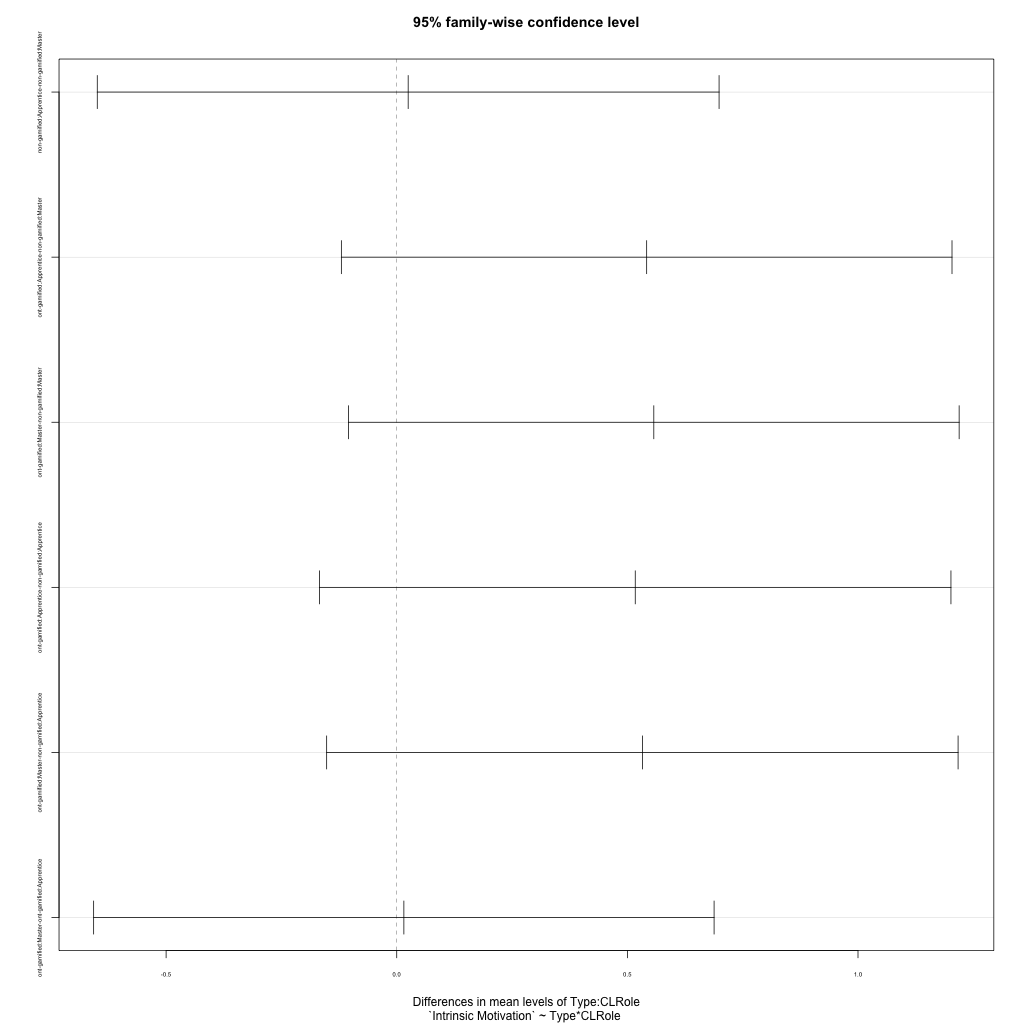 95% family-wise confidence level
non-gamified:Apprentice-non-gamified:Master
ont-gamified:Apprentice-non-gamified:Master
ont-gamified:Master-non-gamified:Master
ont-gamified:Apprentice-non-gamified:Apprentice
ont-gamified:Master-non-gamified:Apprentice
ont-gamified:Master-ont-gamified:Apprentice
-0.5 0.0 0.5 1.0
Differences in mean levels of Type:CLRole
`Intrinsic Motivation` ~ Type*CLRole